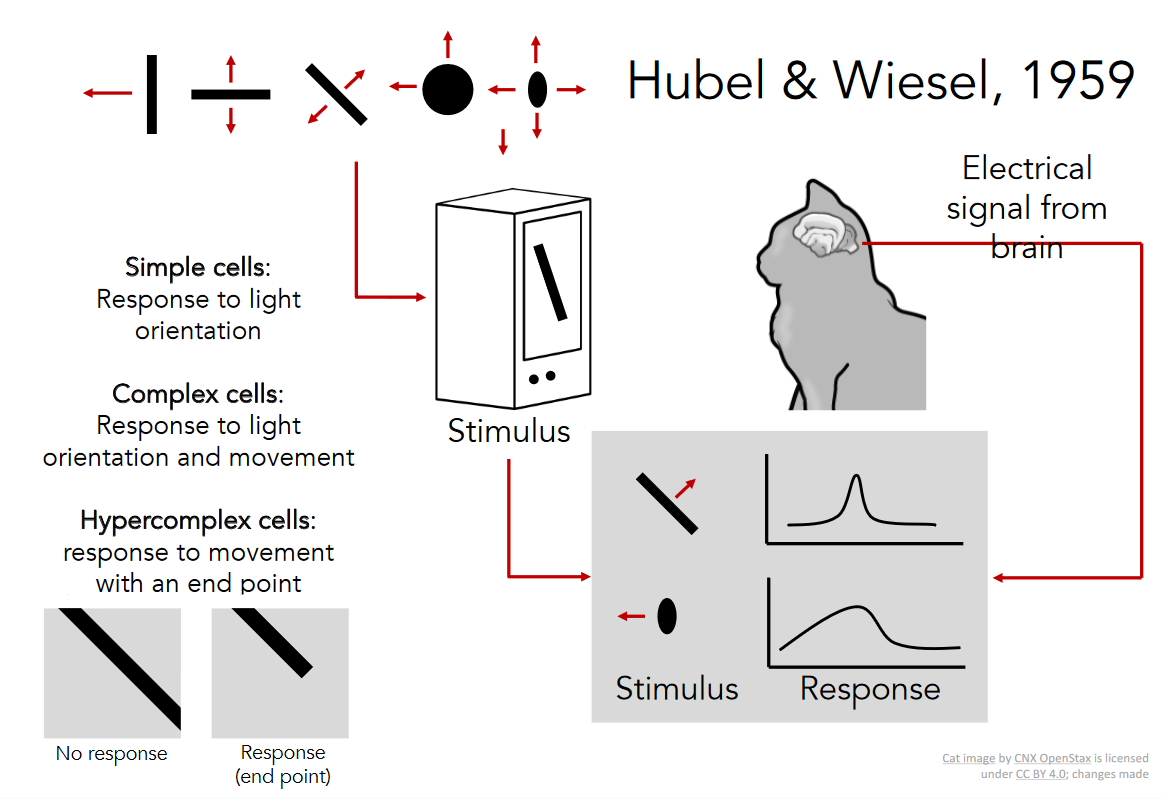 Hubel & Wiesel, 1959
Electrical
signal from
brain
Simple cells:
Response to light
orientation
Complex cells:
Response to light
orientation and movement
Hypercomplex cells:
response to movement
with an end point
No response
Response
(end point)
Stimulus
Stimulus
Response
Cat image by CNX OpenStax is licensed
under CC BY 4.0; changes made